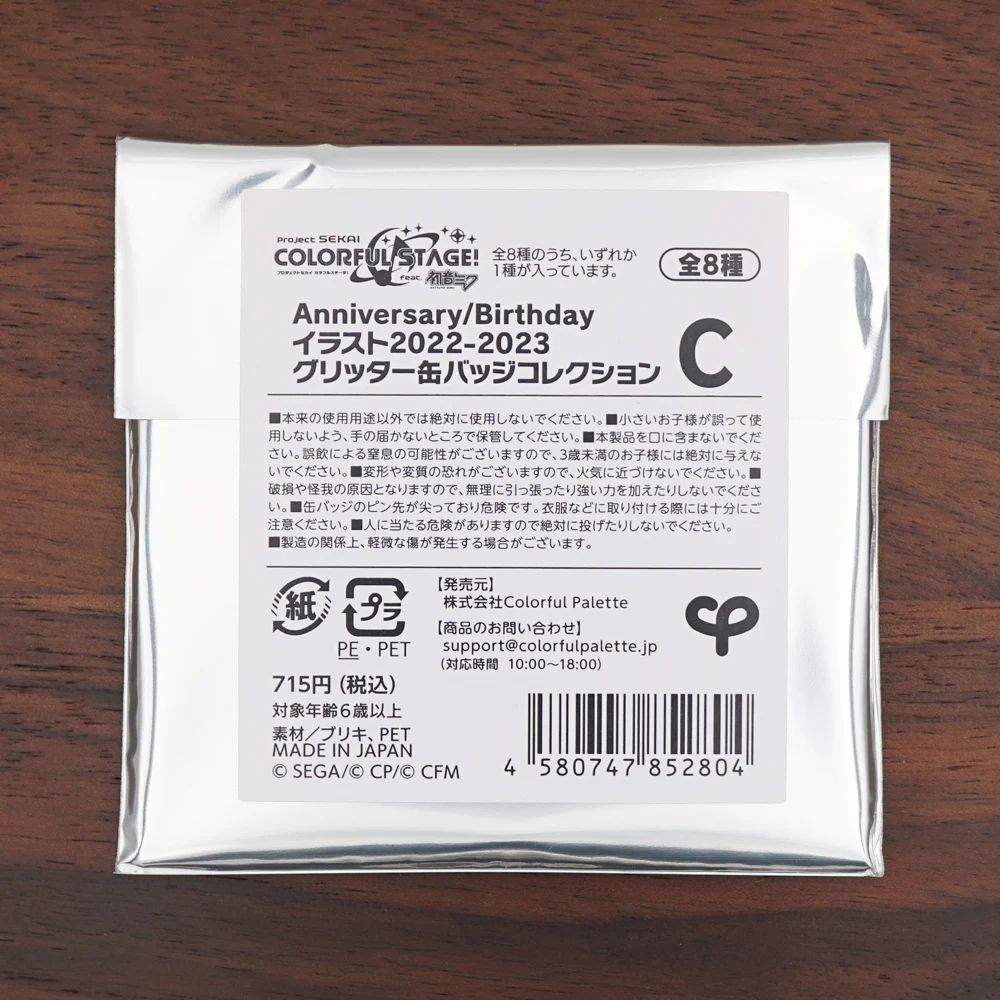 Project SEKAI
COLORFUL STAGE!
プロジェクトセカイ カラフルステージ!
feat. 初音ミク
HATSUNE MIKU
全8種のうち、いずれか
1種が入っています。
全8種
Anniversary/Birthday
イラスト2022-2023
グリッター缶バッジコレクション
C
■本来の使用用途以外では絶対に使用しないでください。■小さいお子様が誤って使
用しないよう、手の届かないところで保管してください。■本製品を口に含まないでくだ
さい。誤飲による窒息の可能性がございますので、3歳未満のお子様には絶対に与えな
いでください。■変形や変質の恐れがございますので、火気に近づけないでください。■
破損や怪我の原因となりますので、無理に引っ張ったり強い力を加えたりしないでくださ
い。■缶バッジのピン先が尖っており危険です。衣服などに取り付ける際には十分にご
注意ください。■人に当たる危険がありますので絶対に投げたりしないでください。
■製造の関係上、軽微な傷が発生する場合がございます。
紙
プラ
PE・PET
【発売元】
株式会社Colorful Palette
【商品のお問い合わせ】
support@colorfulpalette.jp
(対応時間 10:00〜18:00)
cp
715円(税込)
対象年齢6歳以上
素材/ブリキ、PET
MADE IN JAPAN
© SEGA/© CP/© CFM
4 580747 852804